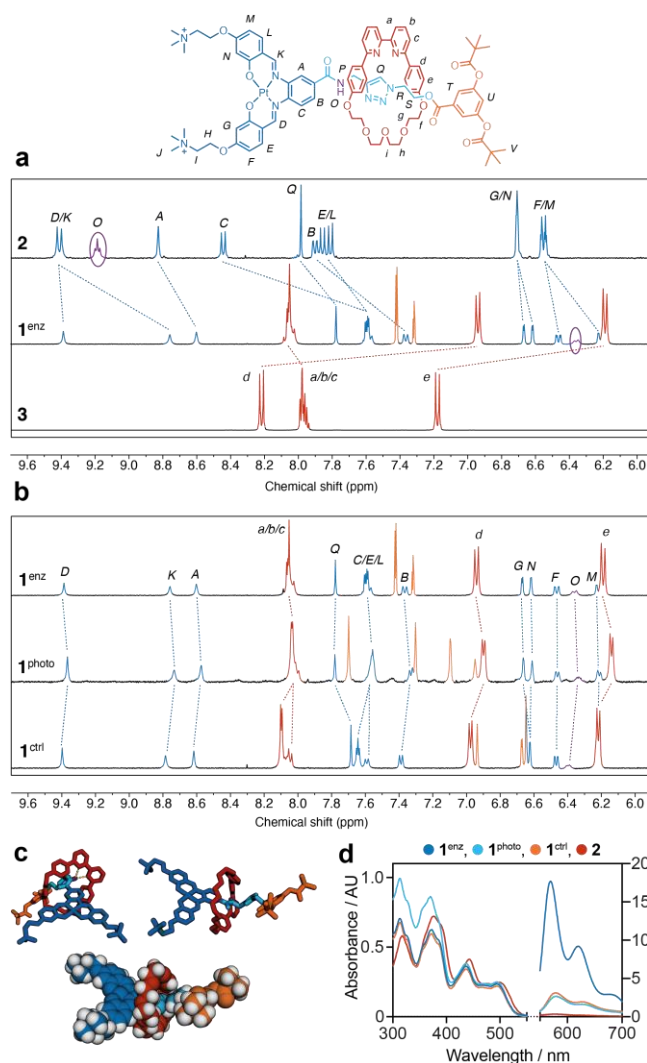 M
L
N
K
A
Pt
N
N
O
O
N
O
P
N
H
Q
N=N
N
a
b
c
d
e
O
O
O
g
f
i
h
R
S
O
O
T
U
V
O
O
O
O
G
B
C
D
E
F
H
I
J
a
2
D/K
O
A
C
Q
B
E/L
G/N
F/M
1enz
d
a/b/c
e
3
9.6 9.4 9.2 9.0 8.8 8.6 8.4 8.2 8.0 7.8 7.6 7.4 7.2 7.0 6.8 6.6 6.4 6.2 6.0
Chemical shift (ppm)
b
1enz
D
K
A
a/b/c
Q
C/E/L
B
d
G
N
F
O
M
e
1photo
1ctrl
9.6 9.4 9.2 9.0 8.8 8.6 8.4 8.2 8.0 7.8 7.6 7.4 7.2 7.0 6.8 6.6 6.4 6.2 6.0
Chemical shift (ppm)
c
d
1enz, 1photo, 1ctrl, 2
Absorbance / AU
1.0
0.5
0
20
15
10
5
0
300 400 500 600 700
Wavelength / nm